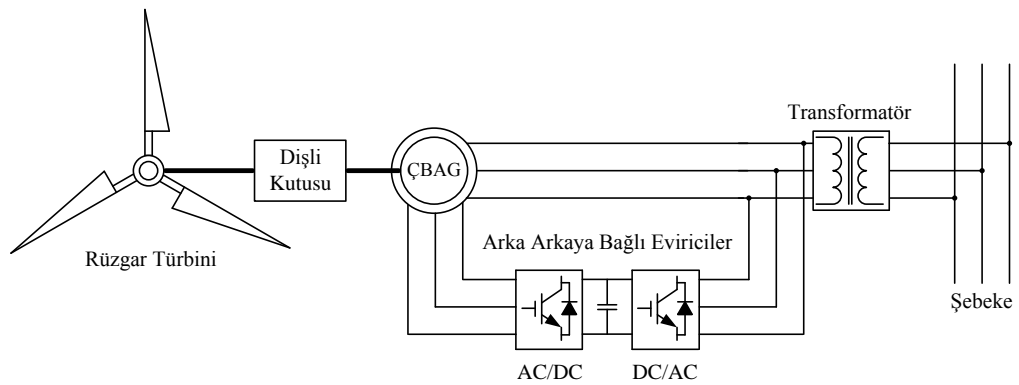 Transformatör
Dişli
Kutusu
ÇBAG
Rüzgar Türbini
Arka Arkaya Bağlı Eviriciler
Şebeke
AC/DC
DC/AC